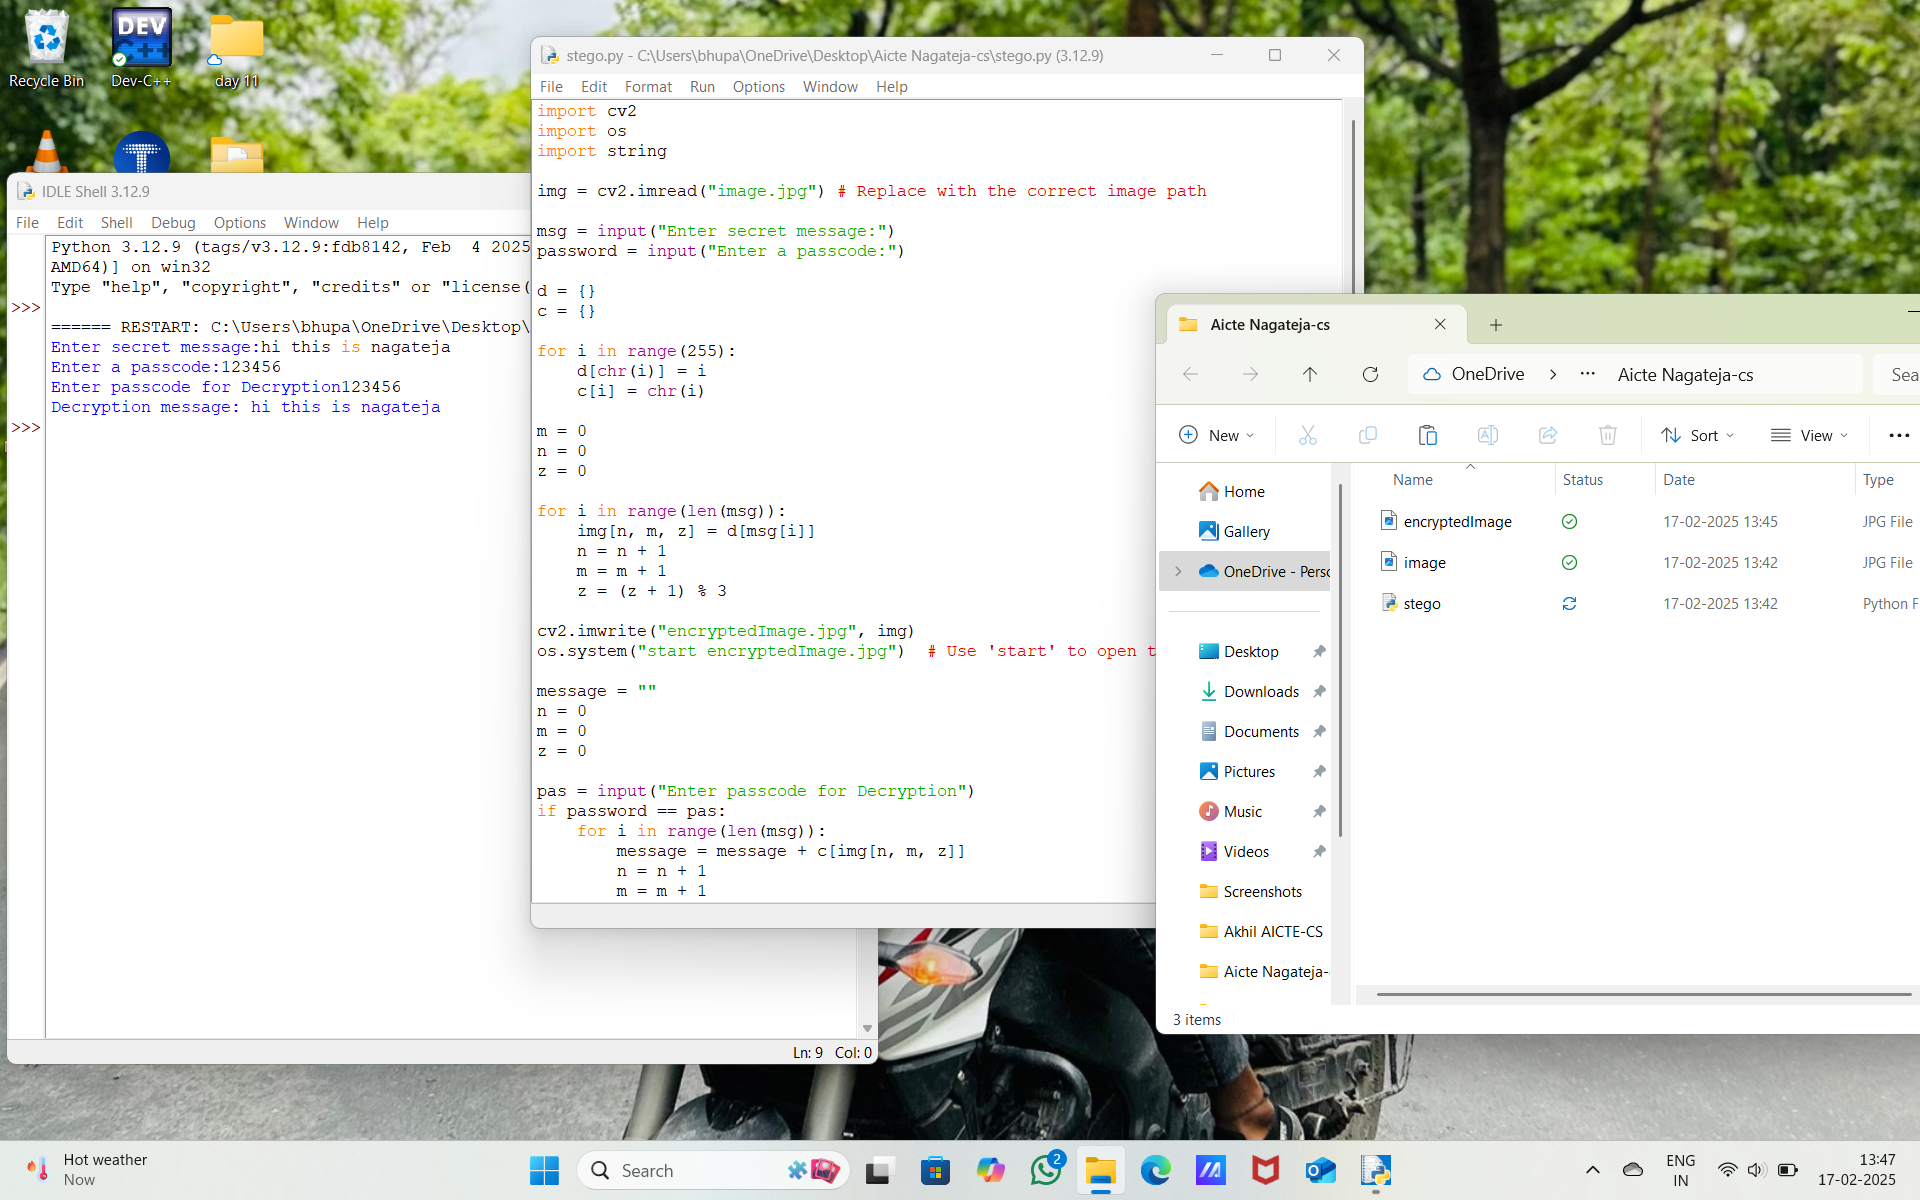 Recycle Bin
Dev-C++
day 11
DEV
C++
T
IDLE Shell 3.12.9
File Edit Shell Debug Options Window Help
Python 3.12.9 (tags/v3.12.9:fdb8142, Feb  4 2025
AMD64)] on win32
Type "help", "copyright", "credits" or "license(
>>>
====== RESTART: C:\Users\bhupa\OneDrive\Desktop\
Enter secret message:hi this is nagateja
Enter a passcode:123456
Enter passcode for Decryption123456
Decryption message: hi this is nagateja
>>>
Ln: 9 Col: 0
stego.py - C:\Users\bhupa\OneDrive\Desktop\Aicte Nagateja-cs\stego.py (3.12.9)
File Edit Format Run Options Window Help
import cv2
import os
import string
img = cv2.imread("image.jpg") # Replace with the correct image path
msg = input("Enter secret message:")
password = input("Enter a passcode:")
d = {}
c = {}
for i in range(255):
    d[chr(i)] = i
    c[i] = chr(i)
m = 0
n = 0
z = 0
for i in range(len(msg)):
    img[n, m, z] = d[msg[i]]
    n = n + 1
    m = m + 1
    z = (z + 1) % 3
cv2.imwrite("encryptedImage.jpg", img)
os.system("start encryptedImage.jpg")  # Use 'start' to open t
message = ""
n = 0
m = 0
z = 0
pas = input("Enter passcode for Decryption")
if password == pas:
    for i in range(len(msg)):
        message = message + c[img[n, m, z]]
        n = n + 1
        m = m + 1
Aicte Nagateja-cs
OneDrive > ... Aicte Nagateja-cs
Sea
New Sort View
Home
Gallery
OneDrive - Perso
Desktop
Downloads
Documents
Pictures
Music
Videos
Screenshots
Akhil AICTE-CS
Aicte Nagateja-
Name Status Date Type
encryptedImage 17-02-2025 13:45 JPG File
image 17-02-2025 13:42 JPG File
stego 17-02-2025 13:42 Python F
3 items
Hot weather
Now
Search
2
ENG
IN
13:47
17-02-2025